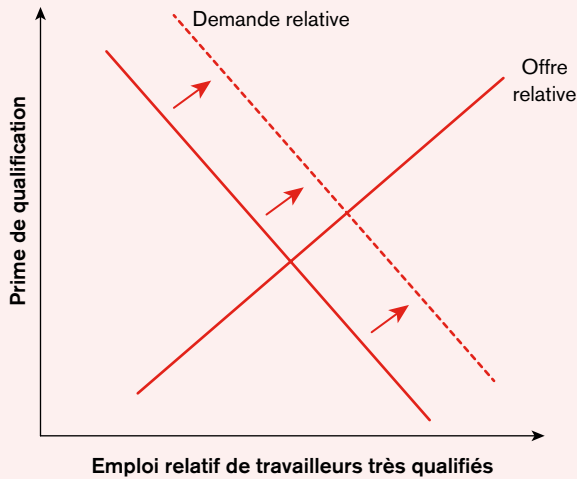 Demande relative
Offre
relative
Prime de qualification
Emploi relatif de travailleurs très qualifiés